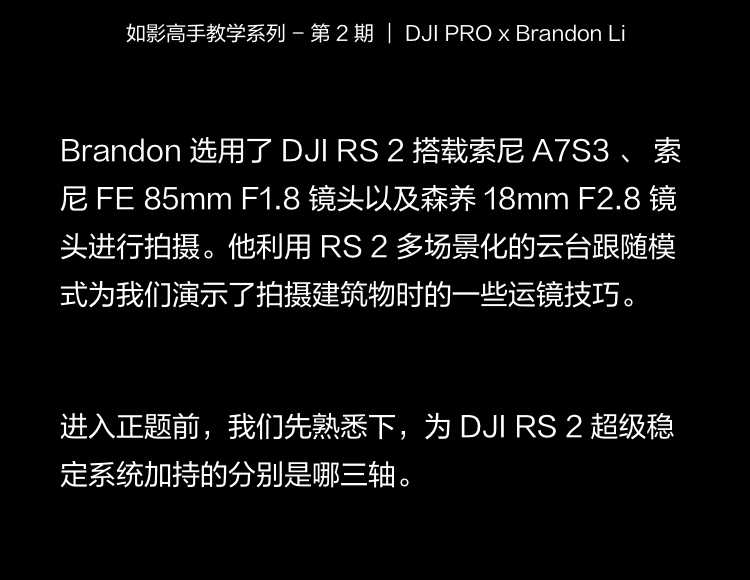 如影高手教学系列 – 第 2 期 ｜ DJI PRO x Brandon Li
Brandon 选用了 DJI RS 2 搭载索尼 A7S3 、 索
尼 FE 85mm F1.8 镜头以及森养 18mm F2.8 镜
头进行拍摄。他利用 RS 2 多场景化的云台跟随模
式为我们演示了拍摄建筑物时的一些运镜技巧。
进入正题前，我们先熟悉下，为 DJI RS 2 超级稳
定系统加持的分别是哪三轴。